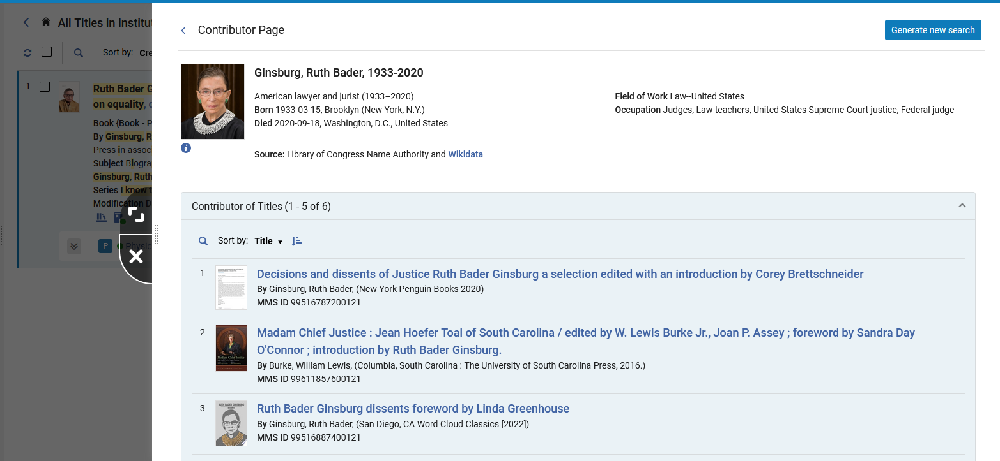 All Titles in Institu
Sort by: Cre
1
Ruth Bader G
on equality, c
Book {Book - P
By Ginsburg, R
Press in assoc
Subject Biogra
Ginsburg, Ruth
Series I know t
Modification D
P Physic
Contributor Page
Generate new search
Ginsburg, Ruth Bader, 1933-2020
American lawyer and jurist (1933–2020)
Born 1933-03-15, Brooklyn (New York, N.Y.)
Died 2020-09-18, Washington, D.C., United States
Field of Work Law--United States
Occupation Judges, Law teachers, United States Supreme Court justice, Federal judge
Source: Library of Congress Name Authority and Wikidata
Contributor of Titles (1 - 5 of 6)
Sort by: Title
1
Decisions and dissents of Justice Ruth Bader Ginsburg a selection edited with an introduction by Corey Brettschneider
By Ginsburg, Ruth Bader, (New York Penguin Books 2020)
MMS ID 99516787200121
2
Madam Chief Justice : Jean Hoefer Toal of South Carolina / edited by W. Lewis Burke Jr., Joan P. Assey ; foreword by Sandra Day
O'Connor ; introduction by Ruth Bader Ginsburg.
By Burke, William Lewis, (Columbia, South Carolina : The University of South Carolina Press, 2016.)
MMS ID 99611857600121
Madam Chief Justice
3
Ruth Bader Ginsburg dissents foreword by Linda Greenhouse
By Ginsburg, Ruth Bader, (San Diego, CA Word Cloud Classics [2022])
MMS ID 99516887400121
RUTH BADER GINSBURG